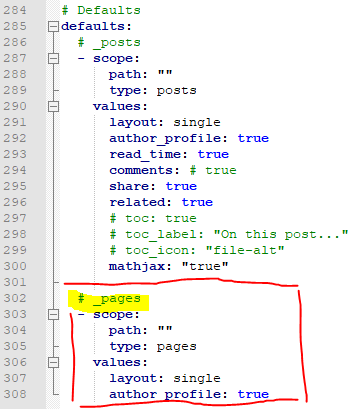 284 # Defaults
285 defaults:
286 # _posts
287 - scope:
288 path: ""
289 type: posts
290 values:
291 layout: single
292 author_profile: true
293 read_time: true
294 comments: # true
295 share: true
296 related: true
297 # toc: true
298 # toc_label: "On this post..."
299 # toc_icon: "file-alt"
300 mathjax: "true"
301
302 # _pages
303 - scope:
304 path: ""
305 type: pages
306 values:
307 layout: single
308 author_profile: true